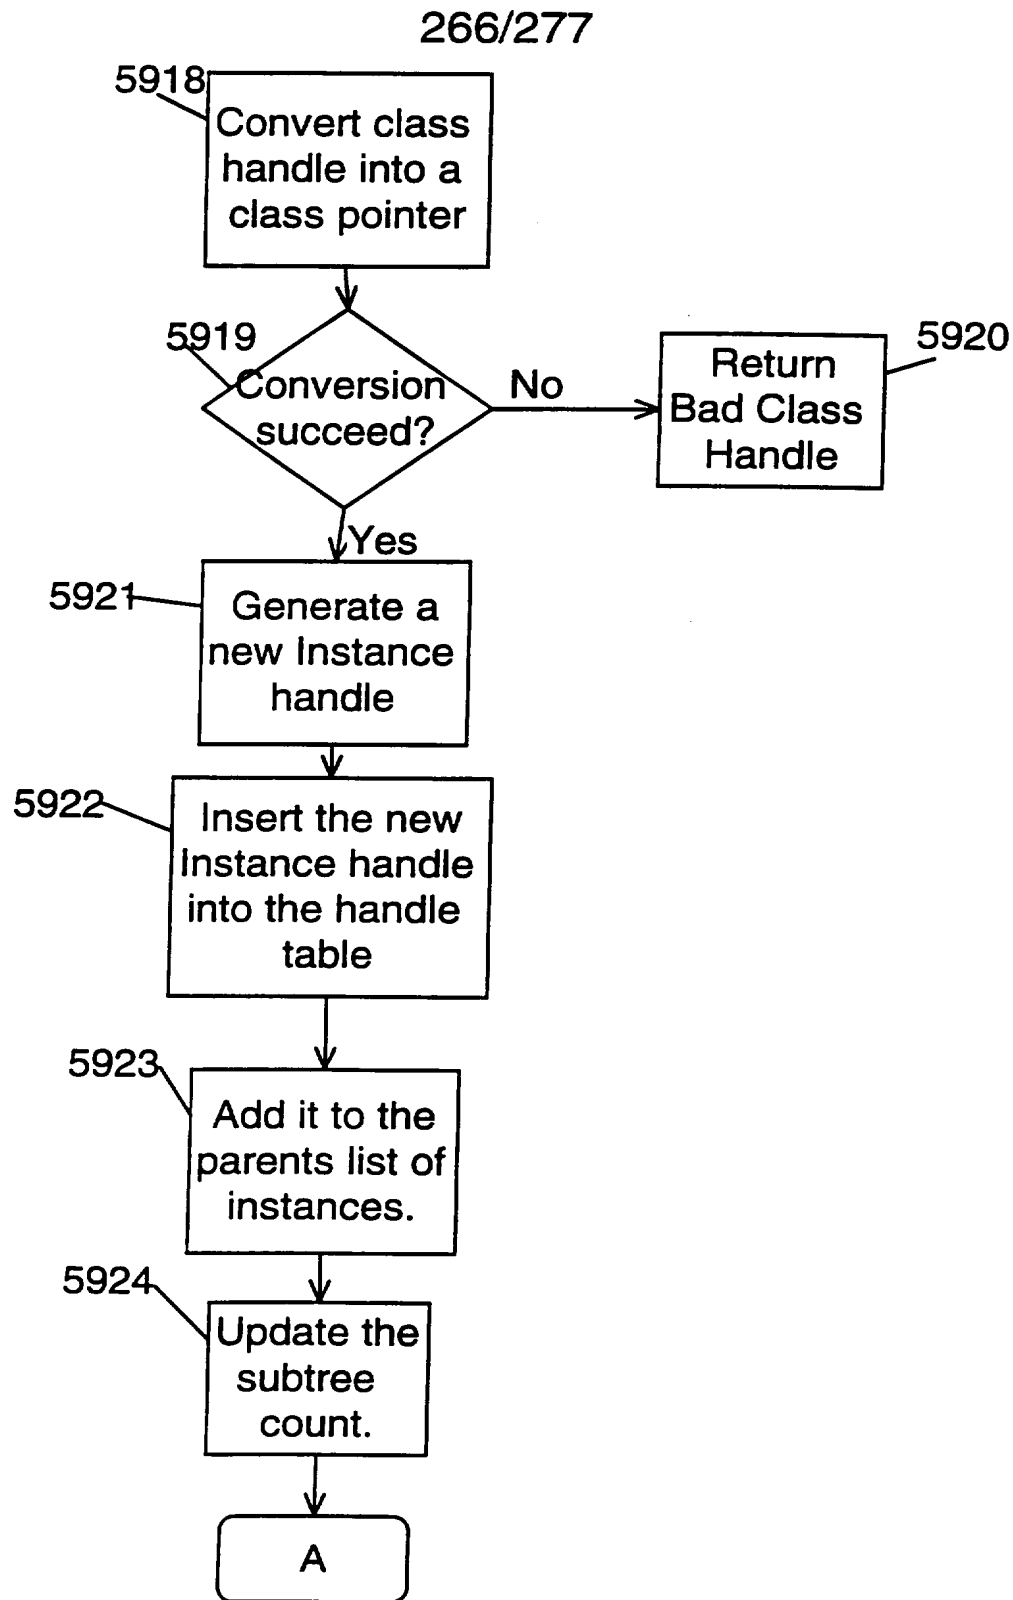 266/277
5918
Convert class
handle into a
class pointer
5919
Conversion
succeed?
No
5920
Return
Bad Class
Handle
Yes
5921
Generate a
new Instance
handle
5922
Insert the new
Instance handle
into the handle
table
5923
Add it to the
parents list of
instances.
5924
Update the
subtree
count.
A